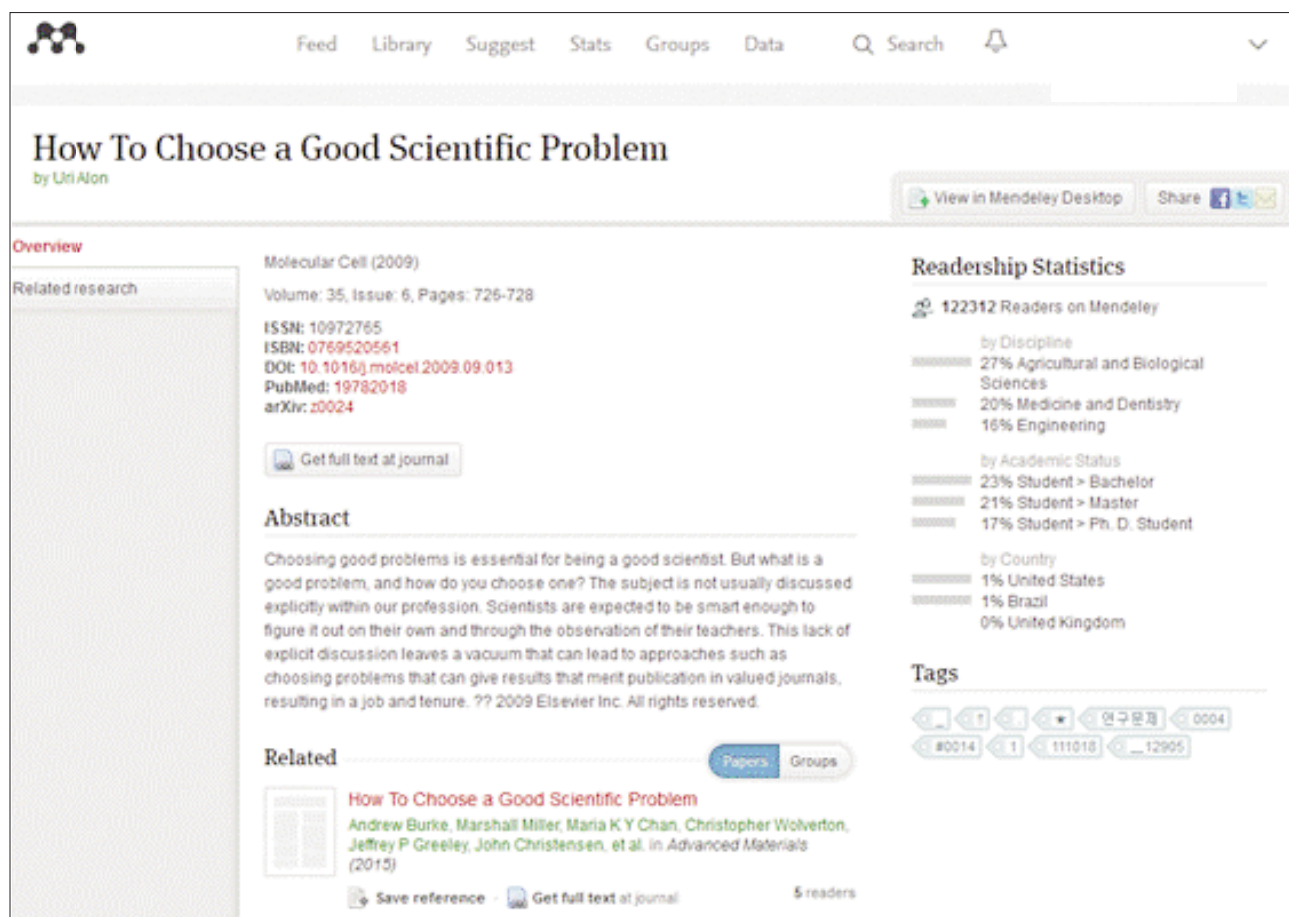 Feed Library Suggest Stats Groups Data Search
How To Choose a Good Scientific Problem
by Uri Alon
View in Mendeley Desktop Share
Overview
Related research
Molecular Cell (2009)
Volume: 35, Issue: 6, Pages: 726-728
ISSN: 10972765
ISBN: 0769520561
DOI: 10.1016/j.molcel.2009.09.013
PubMed: 19782018
arXiv: z0024
Get full text at journal
Abstract
Choosing good problems is essential for being a good scientist. But what is a
good problem, and how do you choose one? The subject is not usually discussed
explicitly within our profession. Scientists are expected to be smart enough to
figure it out on their own and through the observation of their teachers. This lack of
explicit discussion leaves a vacuum that can lead to approaches such as
choosing problems that can give results that merit publication in valued journals,
resulting in a job and tenure. ?? 2009 Elsevier Inc. All rights reserved.
Related
Papers Groups
How To Choose a Good Scientific Problem
Andrew Burke, Marshall Miller, Maria K Y Chan, Christopher Wolverton,
Jeffrey P Greeley, John Christensen, et al. in Advanced Materials
(2015)
Save reference - Get full text at journal 5 readers
Readership Statistics
122312 Readers on Mendeley
by Discipline
27% Agricultural and Biological
Sciences
20% Medicine and Dentistry
16% Engineering
by Academic Status
23% Student > Bachelor
21% Student > Master
17% Student > Ph. D. Student
by Country
1% United States
1% Brazil
0% United Kingdom
Tags
_ . ★ 연구문제 0004
#0014 1 111018 __12905